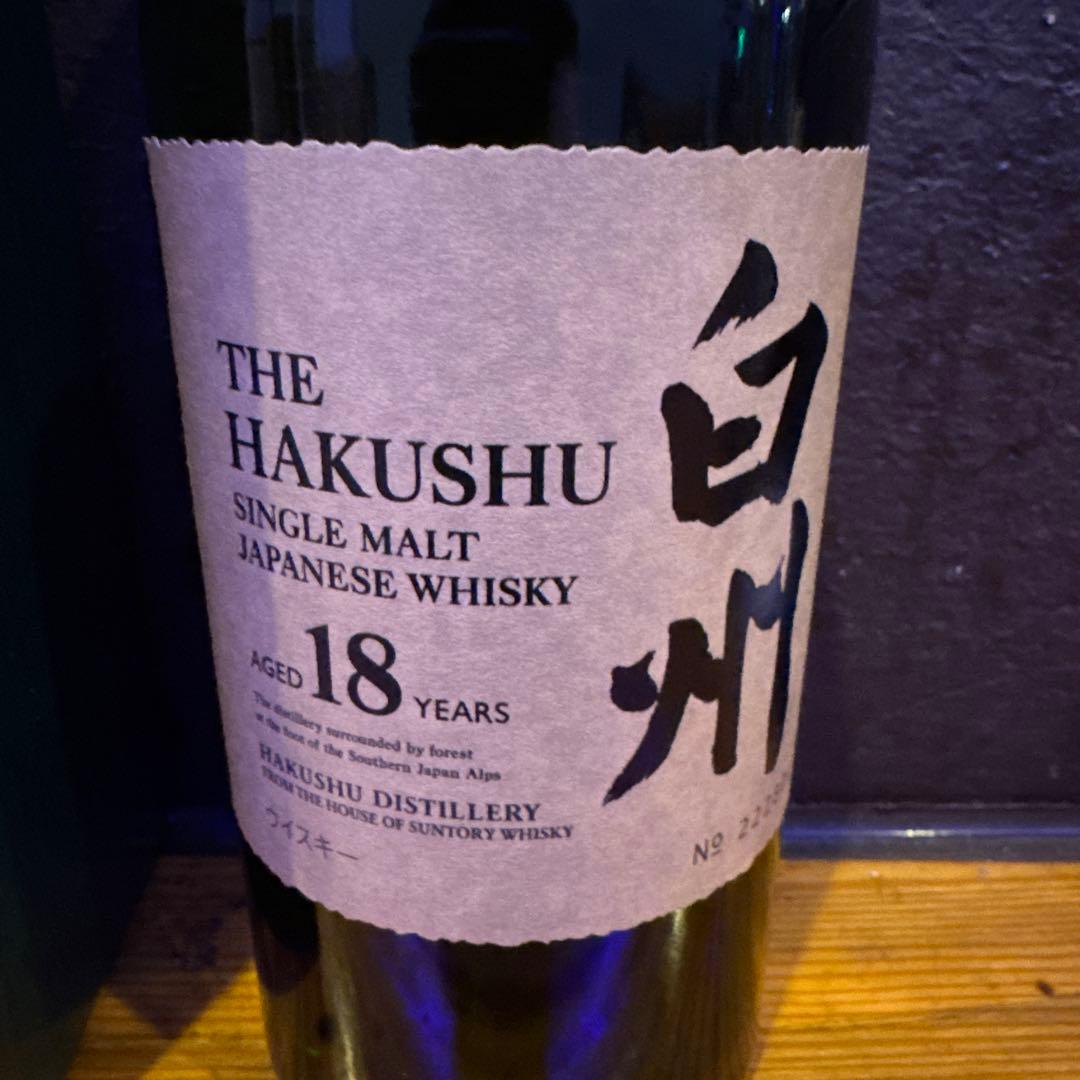 THE
HAKUSHU
SINGLE MALT
JAPANESE WHISKY
AGED 18 YEARS
The distillery surrounded by forest
at the foot of the Southern Japan Alps
HAKUSHU DISTILLERY
FROM THE HOUSE OF SUNTORY WHISKY
ウイスキー
白州
Nº